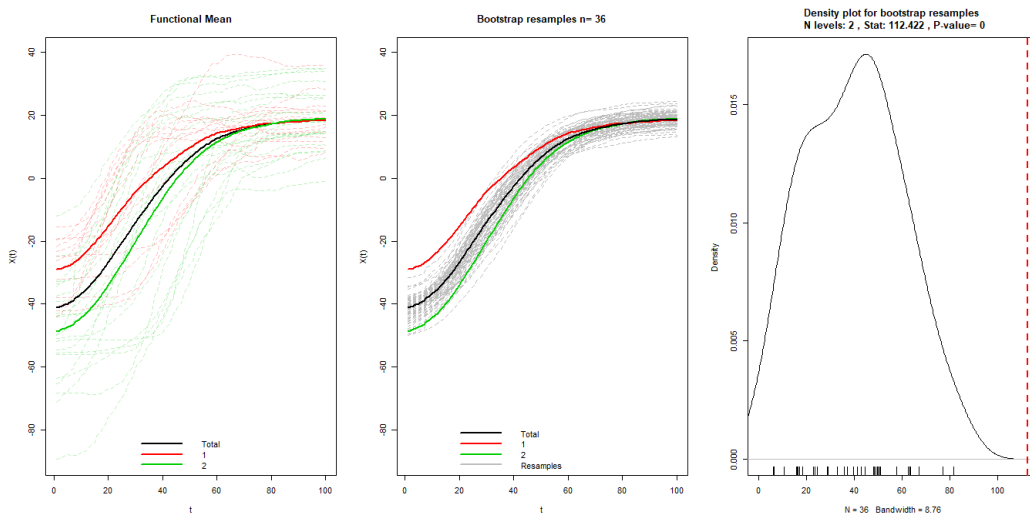 Functional Mean
X(t)
40
20
0
-20
-40
-60
-80
Total
1
2
0 20 40 60 80 100
t
Bootstrap resamples n= 36
X(t)
40
20
0
-20
-40
-60
-80
Total
1
2
Resamples
0 20 40 60 80 100
t
Density plot for bootstrap resamples
N levels: 2 , Stat: 112.422 , P-value= 0
Density
0.015
0.010
0.005
0.000
0 20 40 60 80 100
N = 36 Bandwidth = 8.76